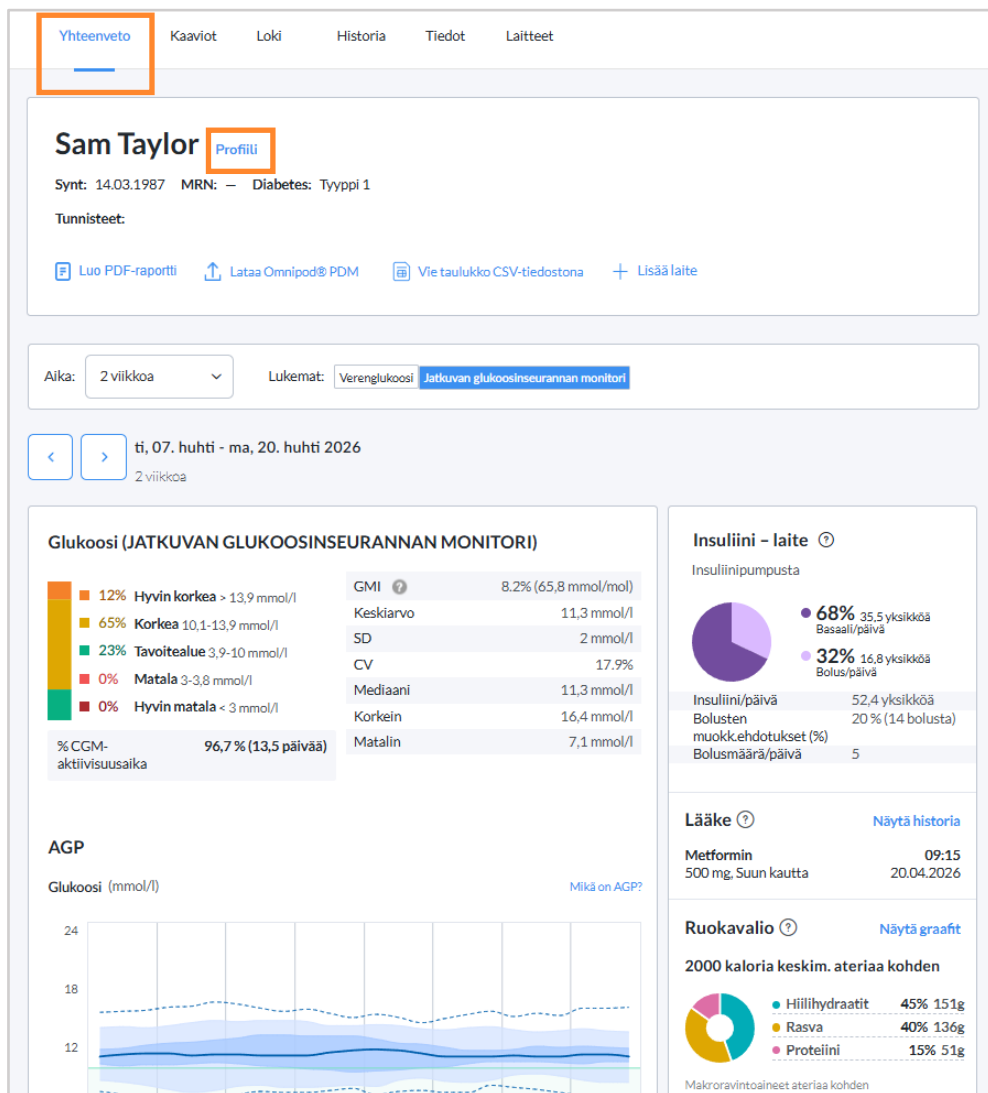 Yhteenveto Kaaviot Loki Historia Tiedot Laitteet
Sam Taylor Profiili
Synt: 14.03.1987 MRN: — Diabetes: Tyyppi 1
Tunnisteet:
Luo PDF-raportti Lataa Omnipod® PDM Vie taulukko CSV-tiedostona Lisää laite
Aika: 2 viikkoa Lukemat: Verenglukoosi Jatkuvan glukoosinseurannan monitori
ti, 07. huhti - ma, 20. huhti 2026
2 viikkoa
Glukoosi (JATKUVAN GLUKOOSINSEURANNAN MONITORI)
12% Hyvin korkea > 13,9 mmol/l
65% Korkea 10,1-13,9 mmol/l
23% Tavoitealue 3,9-10 mmol/l
0% Matala 3-3,8 mmol/l
0% Hyvin matala < 3 mmol/l
% CGM- 96,7 % (13,5 päivää)
aktiivisuusaika
GMI ? 8.2% (65,8 mmol/mol)
Keskiarvo 11,3 mmol/l
SD 2 mmol/l
CV 17.9%
Mediaani 11,3 mmol/l
Korkein 16,4 mmol/l
Matalin 7,1 mmol/l
AGP
Glukoosi (mmol/l) Mikä on AGP?
24
18
12
Insuliini – laite ?
Insuliinipumpusta
68% 35,5 yksikköä
Basaali/päivä
32% 16,8 yksikköä
Bolus/päivä
Insuliini/päivä 52,4 yksikköä
Bolusten 20 % (14 bolusta)
muokk.ehdotukset (%)
Bolusmäärä/päivä 5
Lääke ? Näytä historia
Metformin 09:15
500 mg, Suun kautta 20.04.2026
Ruokavalio ? Näytä graafit
2000 kaloria keskim. ateriaa kohden
Hiilihydraatit 45% 151g
Rasva 40% 136g
Proteiini 15% 51g
Makroravintoaineet ateriaa kohden